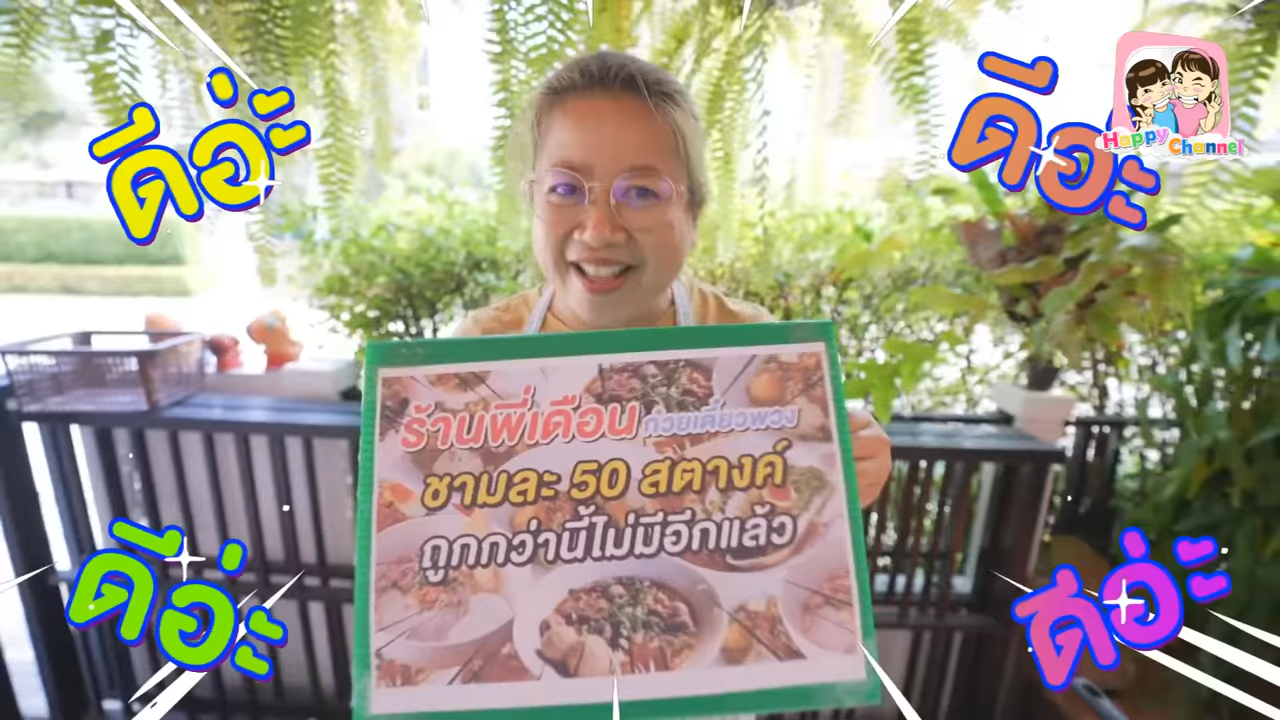 ดีอ่ะ
ดีอะ
Happy Channel
ร้านพี่เดือน ก๋วยเตี๋ยวพวง
ชามละ 50 สตางค์
ถูกกว่านี้ไม่มีอีกแล้ว
ดีอ่ะ
ดีอ่ะ